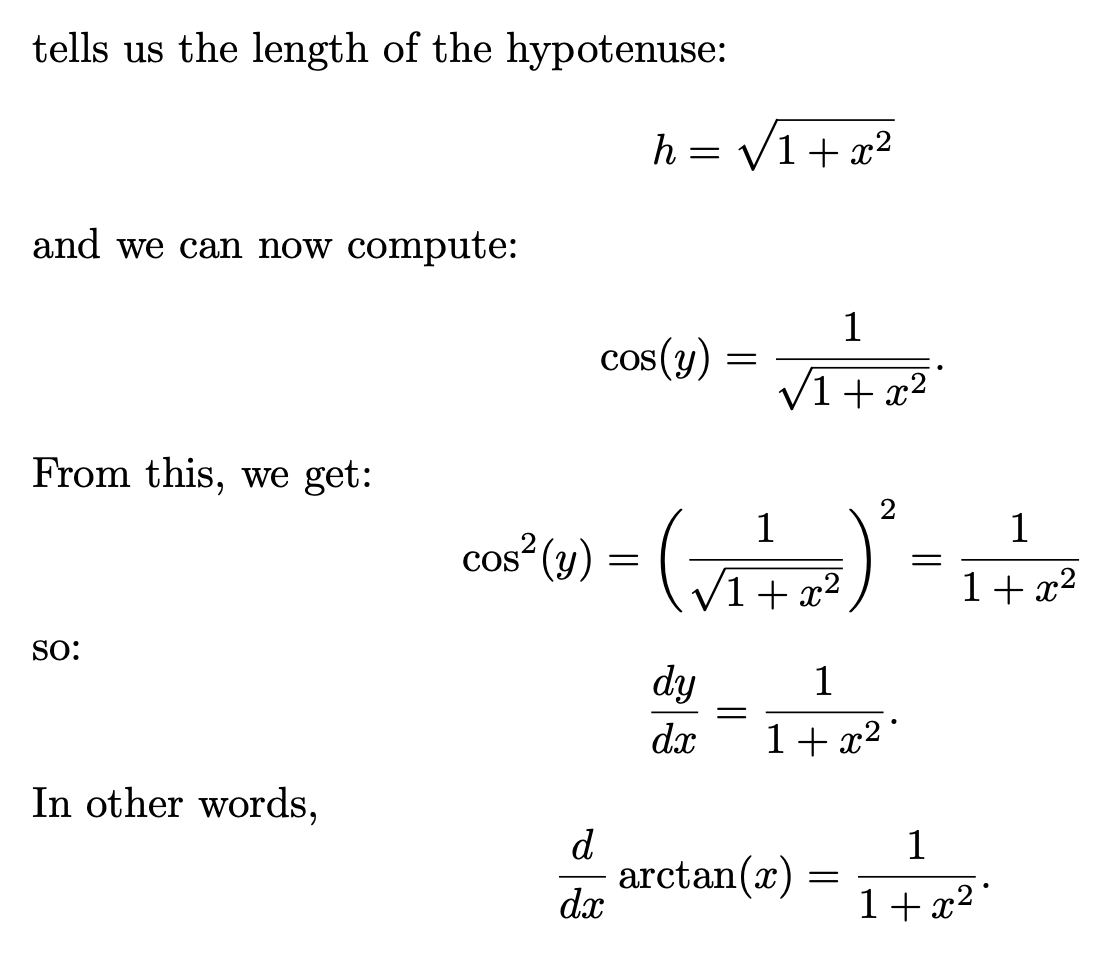 tells us the length of the hypotenuse:
h = √(1 + x²)
and we can now compute:
cos(y) = 1/√(1 + x²).
From this, we get:
cos²(y) = (1/√(1 + x²))² = 1/(1 + x²)
so:
dy/dx = 1/(1 + x²).
In other words,
d/dx arctan(x) = 1/(1 + x²).